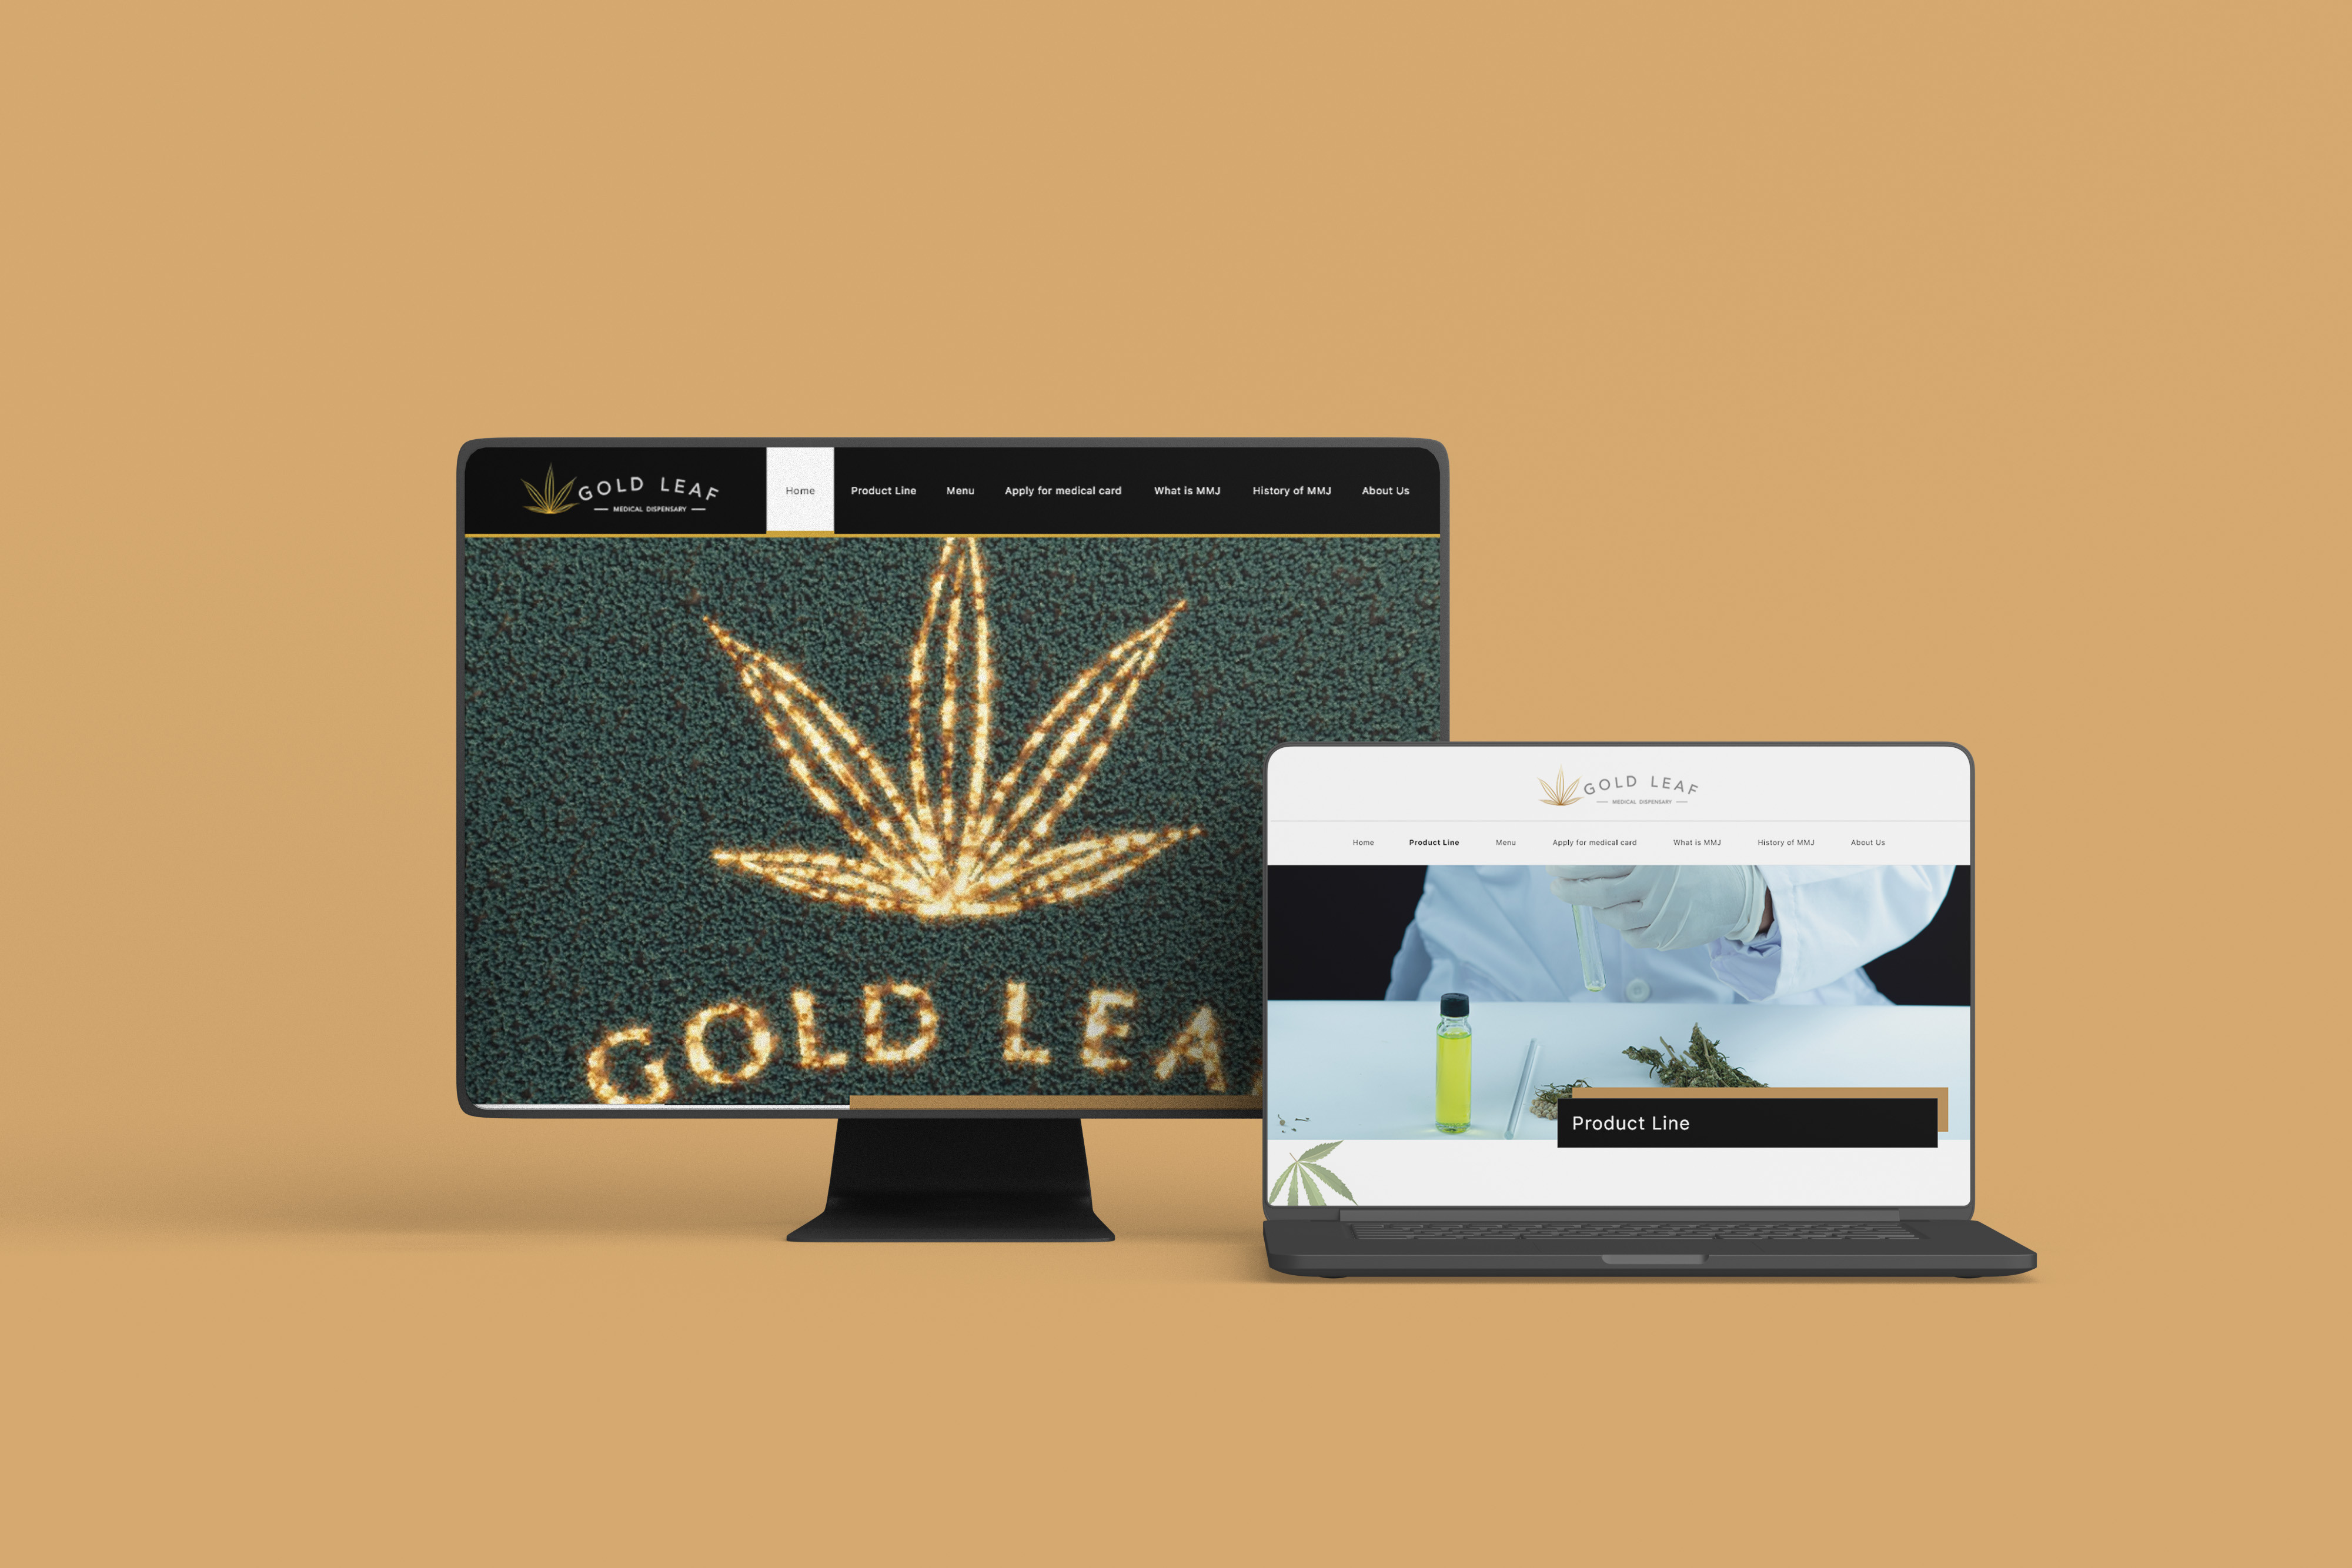 GOLD LEAF
MEDICAL DISPENSARY
Home Product Line Menu Apply for medical card What is MMJ History of MMJ About Us
GOLD LEA
GOLD LEAF
MEDICAL DISPENSARY
Home Product Line Menu Apply for medical card What is MMJ History of MMJ About Us
Product Line